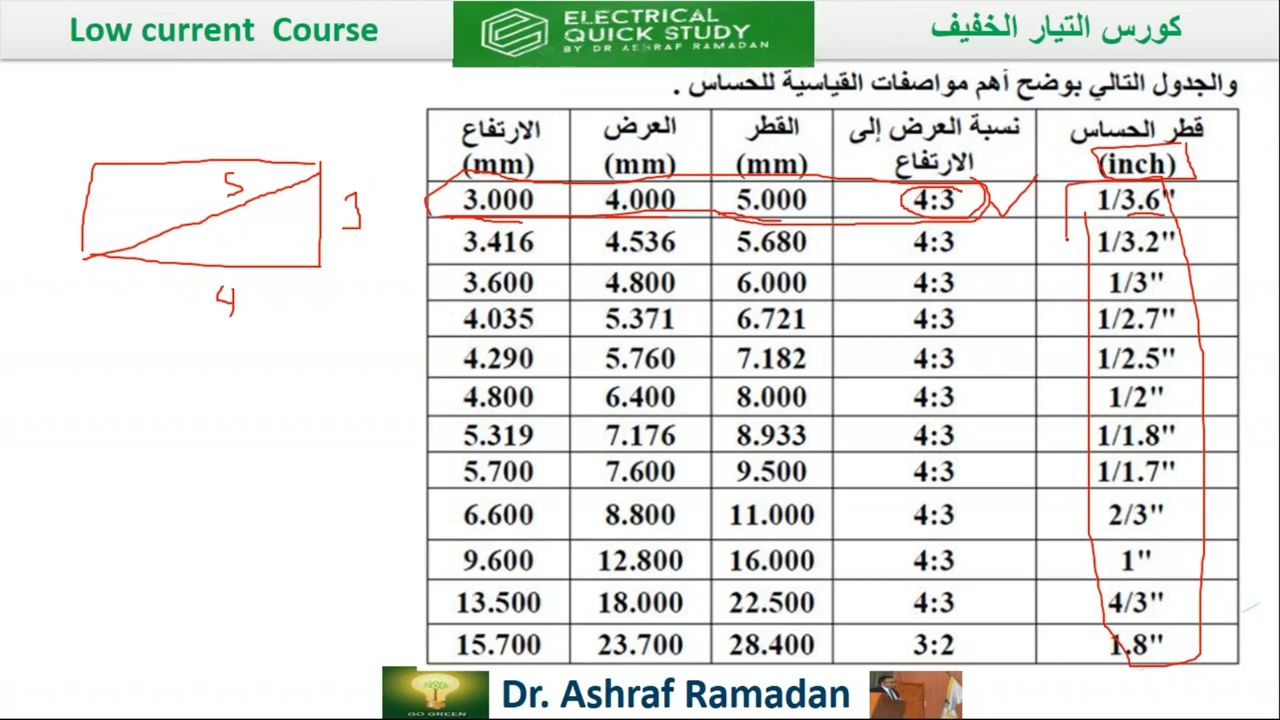 Low current Course
ELECTRICAL
QUICK STUDY
BY DR ASHRAF RAMADAN
كورس التيار الخفيف
والجدول التالي بوضح أهم مواصفات القياسية للحساس .
قطر الحساس (inch) نسبة العرض إلى الارتفاع القطر (mm) العرض (mm) الارتفاع (mm)
1/3.6" 4:3 5.000 4.000 3.000
1/3.2" 4:3 5.680 4.536 3.416
1/3" 4:3 6.000 4.800 3.600
1/2.7" 4:3 6.721 5.371 4.035
1/2.5" 4:3 7.182 5.760 4.290
1/2" 4:3 8.000 6.400 4.800
1/1.8" 4:3 8.933 7.176 5.319
1/1.7" 4:3 9.500 7.600 5.700
2/3" 4:3 11.000 8.800 6.600
1" 4:3 16.000 12.800 9.600
4/3" 4:3 22.500 18.000 13.500
1.8" 3:2 28.400 23.700 15.700
5
3
4
GO GREEN
Dr. Ashraf Ramadan